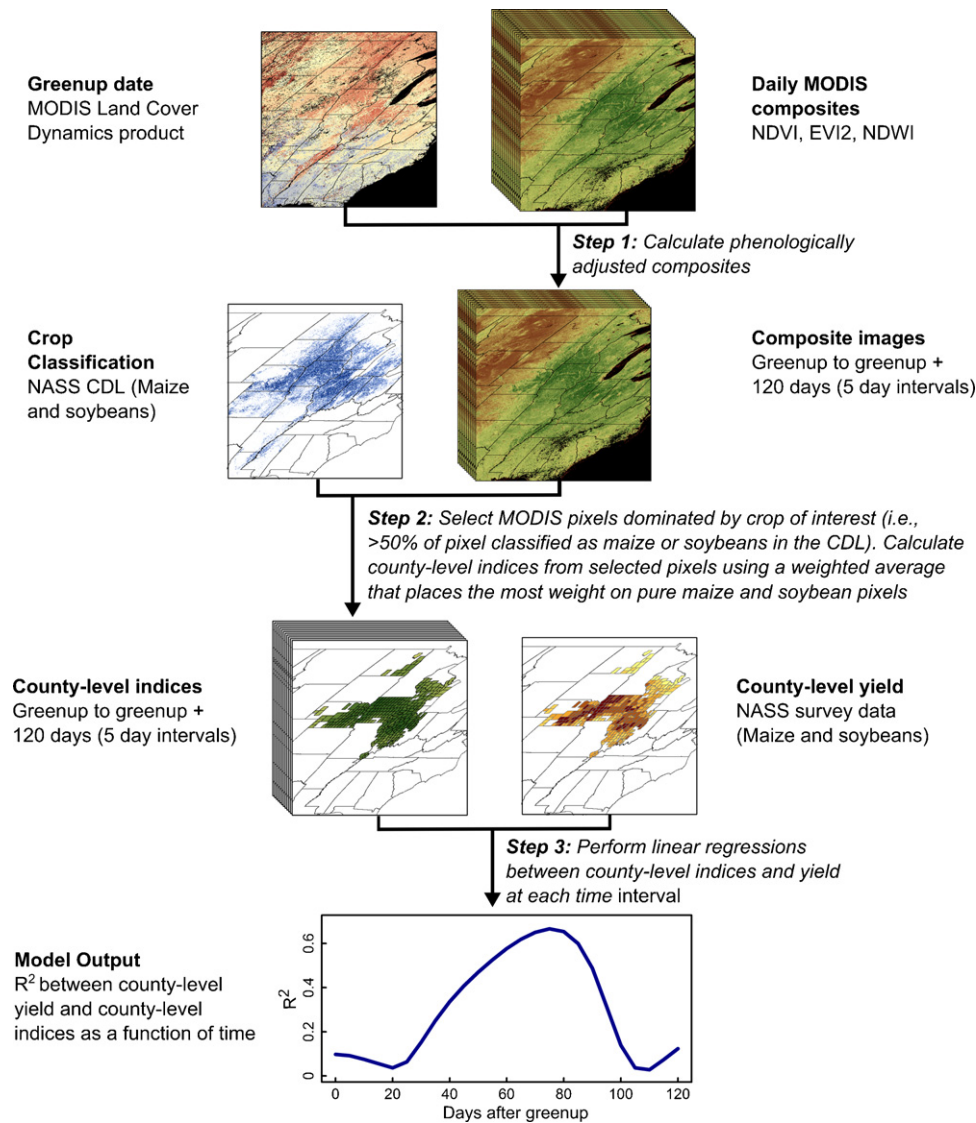 Greenup date
MODIS Land Cover
Dynamics product
Daily MODIS
composites
NDVI, EVI2, NDWI
Step 1: Calculate phenologically
adjusted composites
Crop
Classification
NASS CDL (Maize
and soybeans)
Composite images
Greenup to greenup +
120 days (5 day intervals)
Step 2: Select MODIS pixels dominated by crop of interest (i.e.,
>50% of pixel classified as maize or soybeans in the CDL). Calculate
county-level indices from selected pixels using a weighted average
that places the most weight on pure maize and soybean pixels
County-level indices
Greenup to greenup +
120 days (5 day intervals)
County-level yield
NASS survey data
(Maize and soybeans)
Step 3: Perform linear regressions
between county-level indices and yield
at each time interval
Model Output
R² between county-level
yield and county-level
indices as a function of time
R²
0.6
0.4
0.2
0
0 20 40 60 80 100 120
Days after greenup